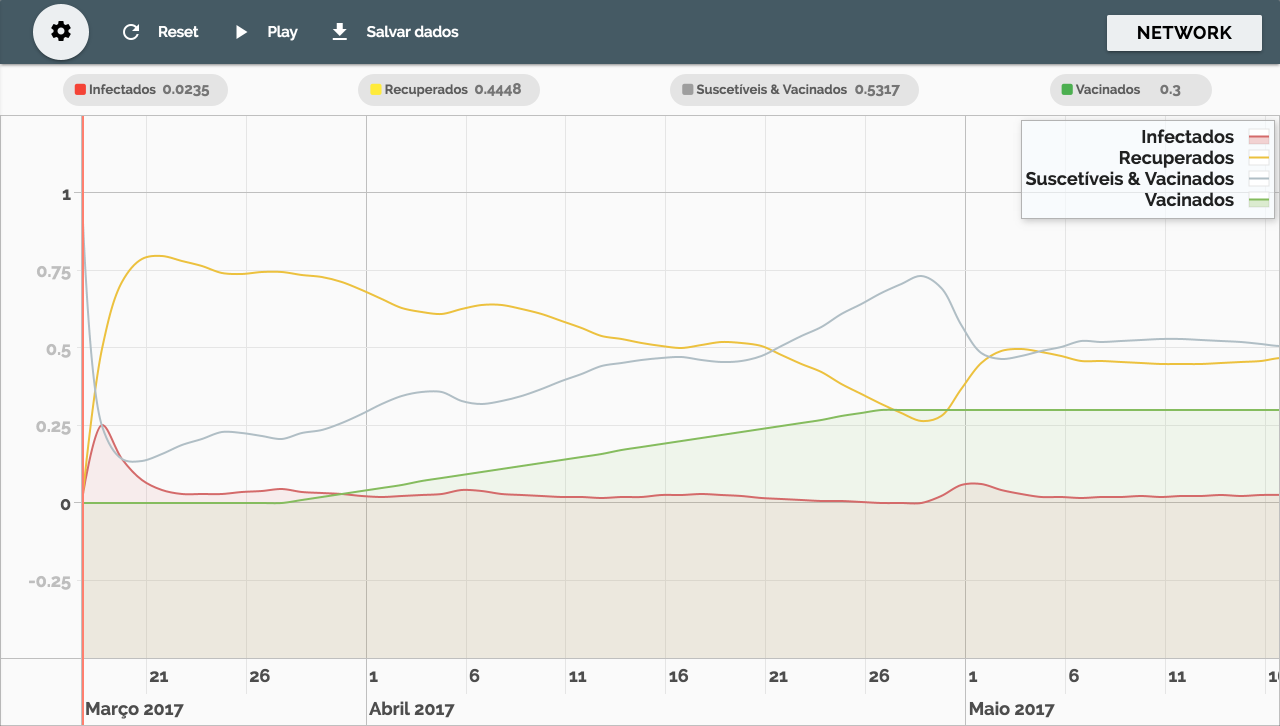 Reset Play Salvar dados NETWORK
Infectados 0.0235 Recuperados 0.4448 Suscetíveis & Vacinados 0.5317 Vacinados 0.3
Infectados
Recuperados
Suscetíveis & Vacinados
Vacinados
1
0.75
0.5
0.25
0
-0.25
21 26 1 6 11 16 21 26 1 6 11
Março 2017 Abril 2017 Maio 2017